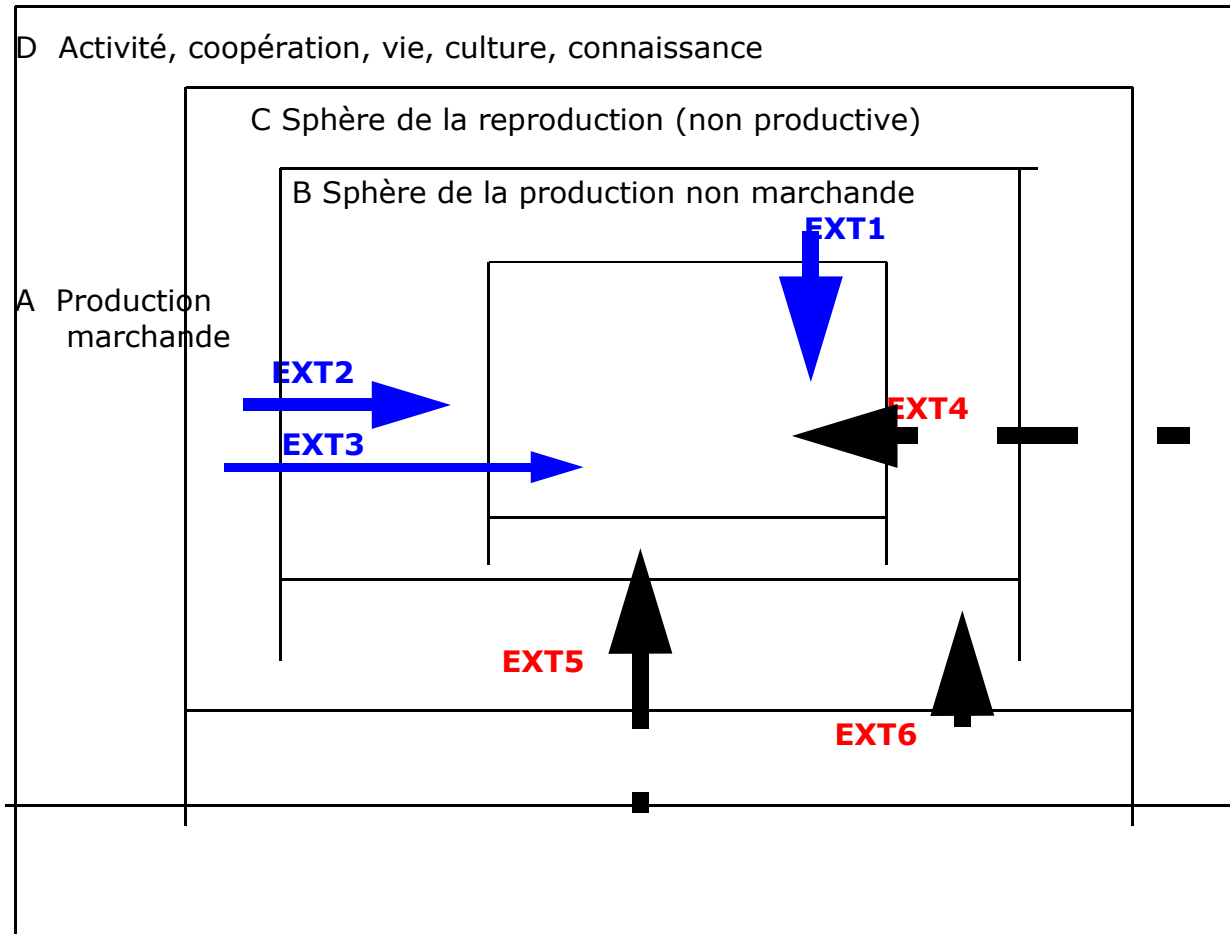 D Activité, coopération, vie, culture, connaissance
C Sphère de la reproduction (non productive)
B Sphère de la production non marchande
EXT1
A Production
marchande
EXT2
EXT4
EXT3
EXT5
EXT6